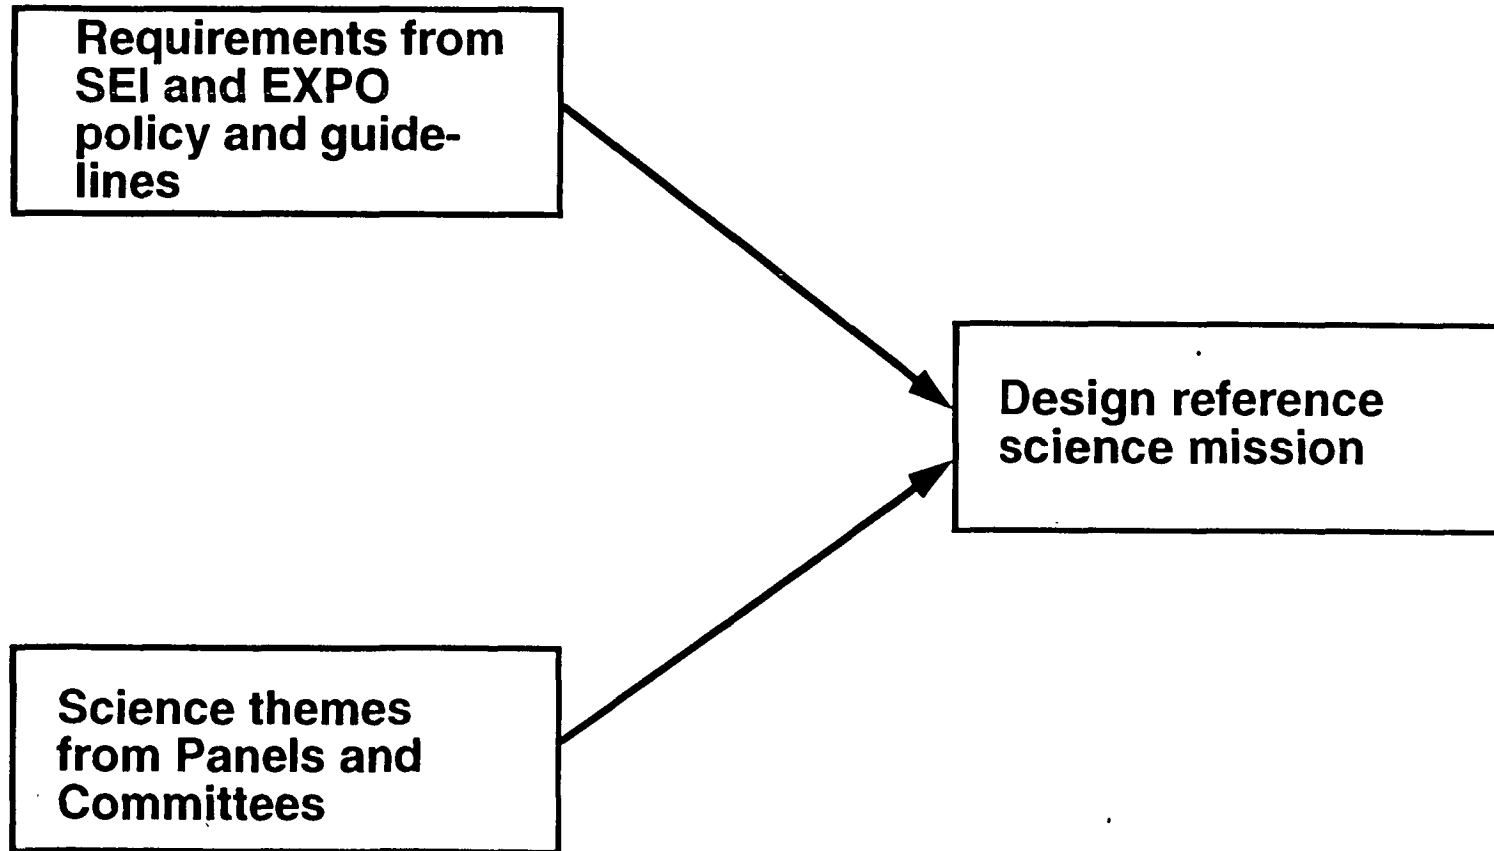 Requirements from
SEI and EXPO
policy and guide-
lines
Design reference
science mission
Science themes
from Panels and
Committees